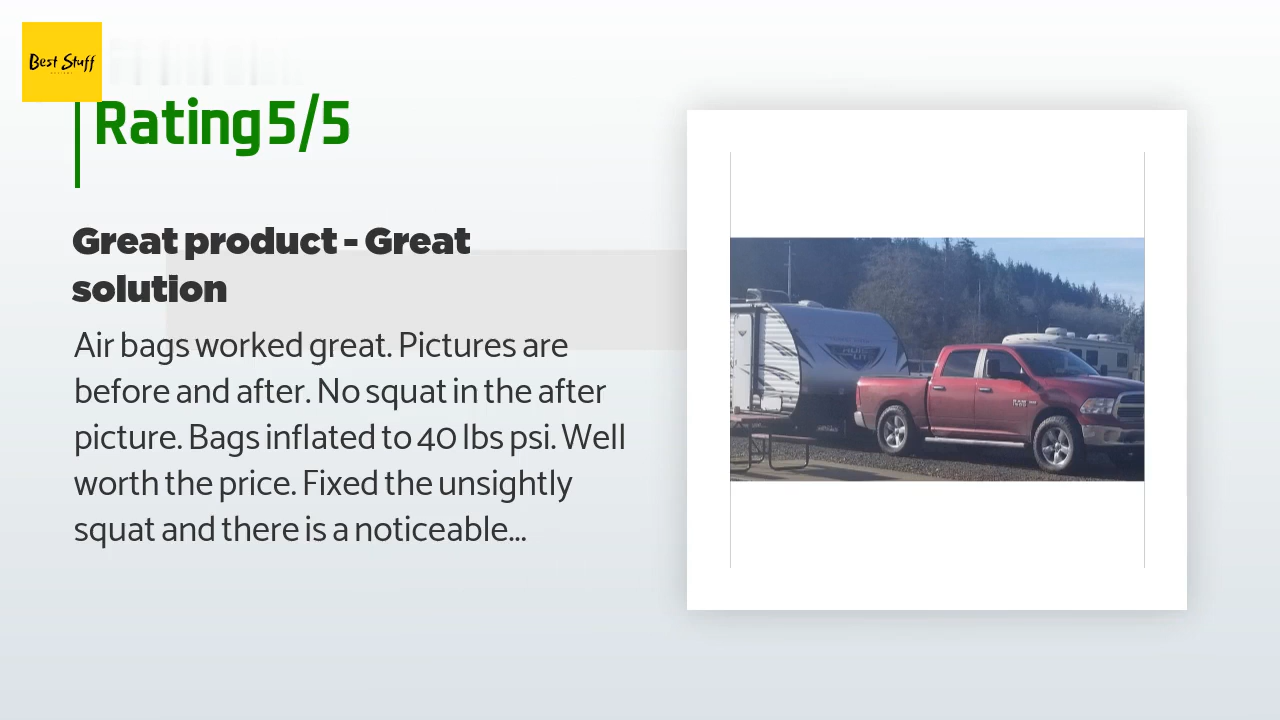 Best Stuff
Rating 5/5
Great product - Great
solution
Air bags worked great. Pictures are
before and after. No squat in the after
picture. Bags inflated to 40 lbs psi. Well
worth the price. Fixed the unsightly
squat and there is a noticeable...